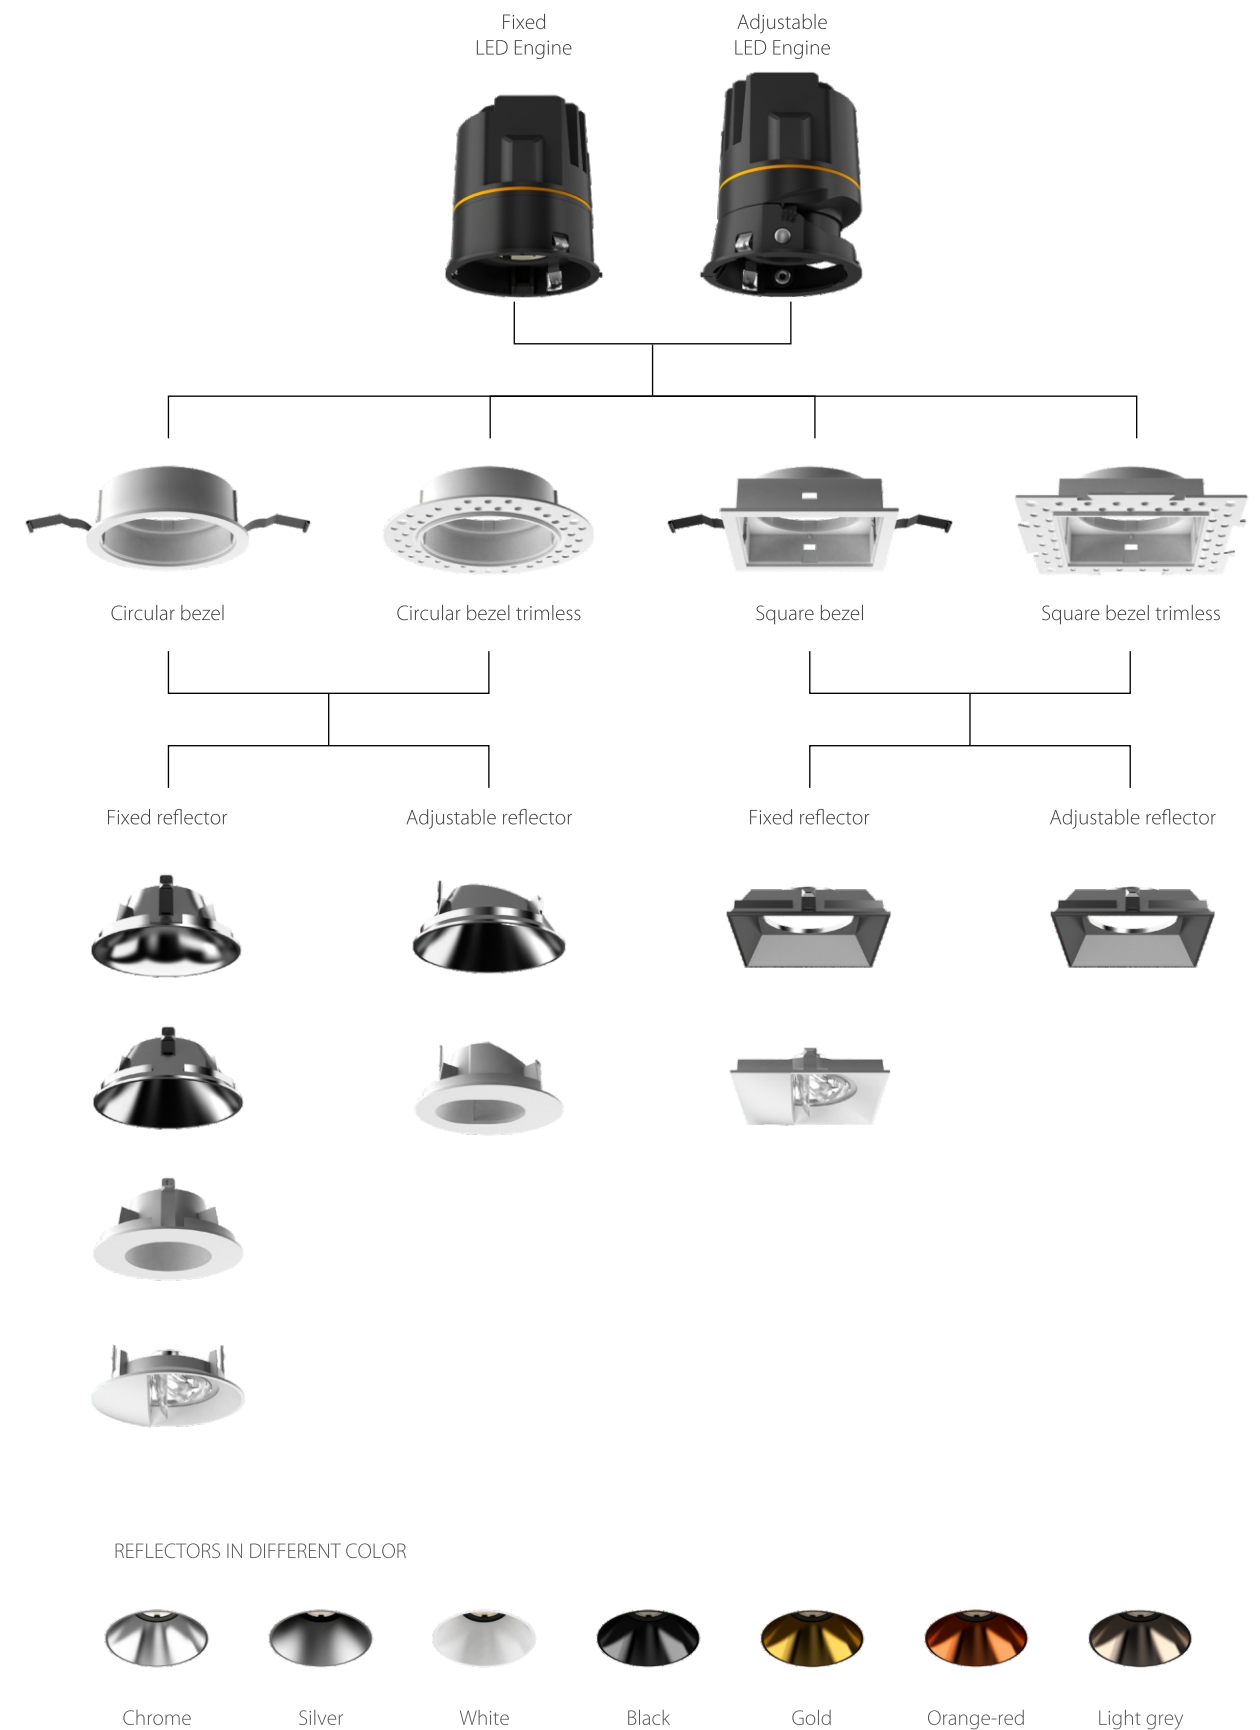 Fixed
LED Engine
Adjustable
LED Engine
Circular bezel
Circular bezel trimless
Square bezel
Square bezel trimless
Fixed reflector
Adjustable reflector
Fixed reflector
Adjustable reflector
REFLECTORS IN DIFFERENT COLOR
Chrome
Silver
White
Black
Gold
Orange-red
Light grey